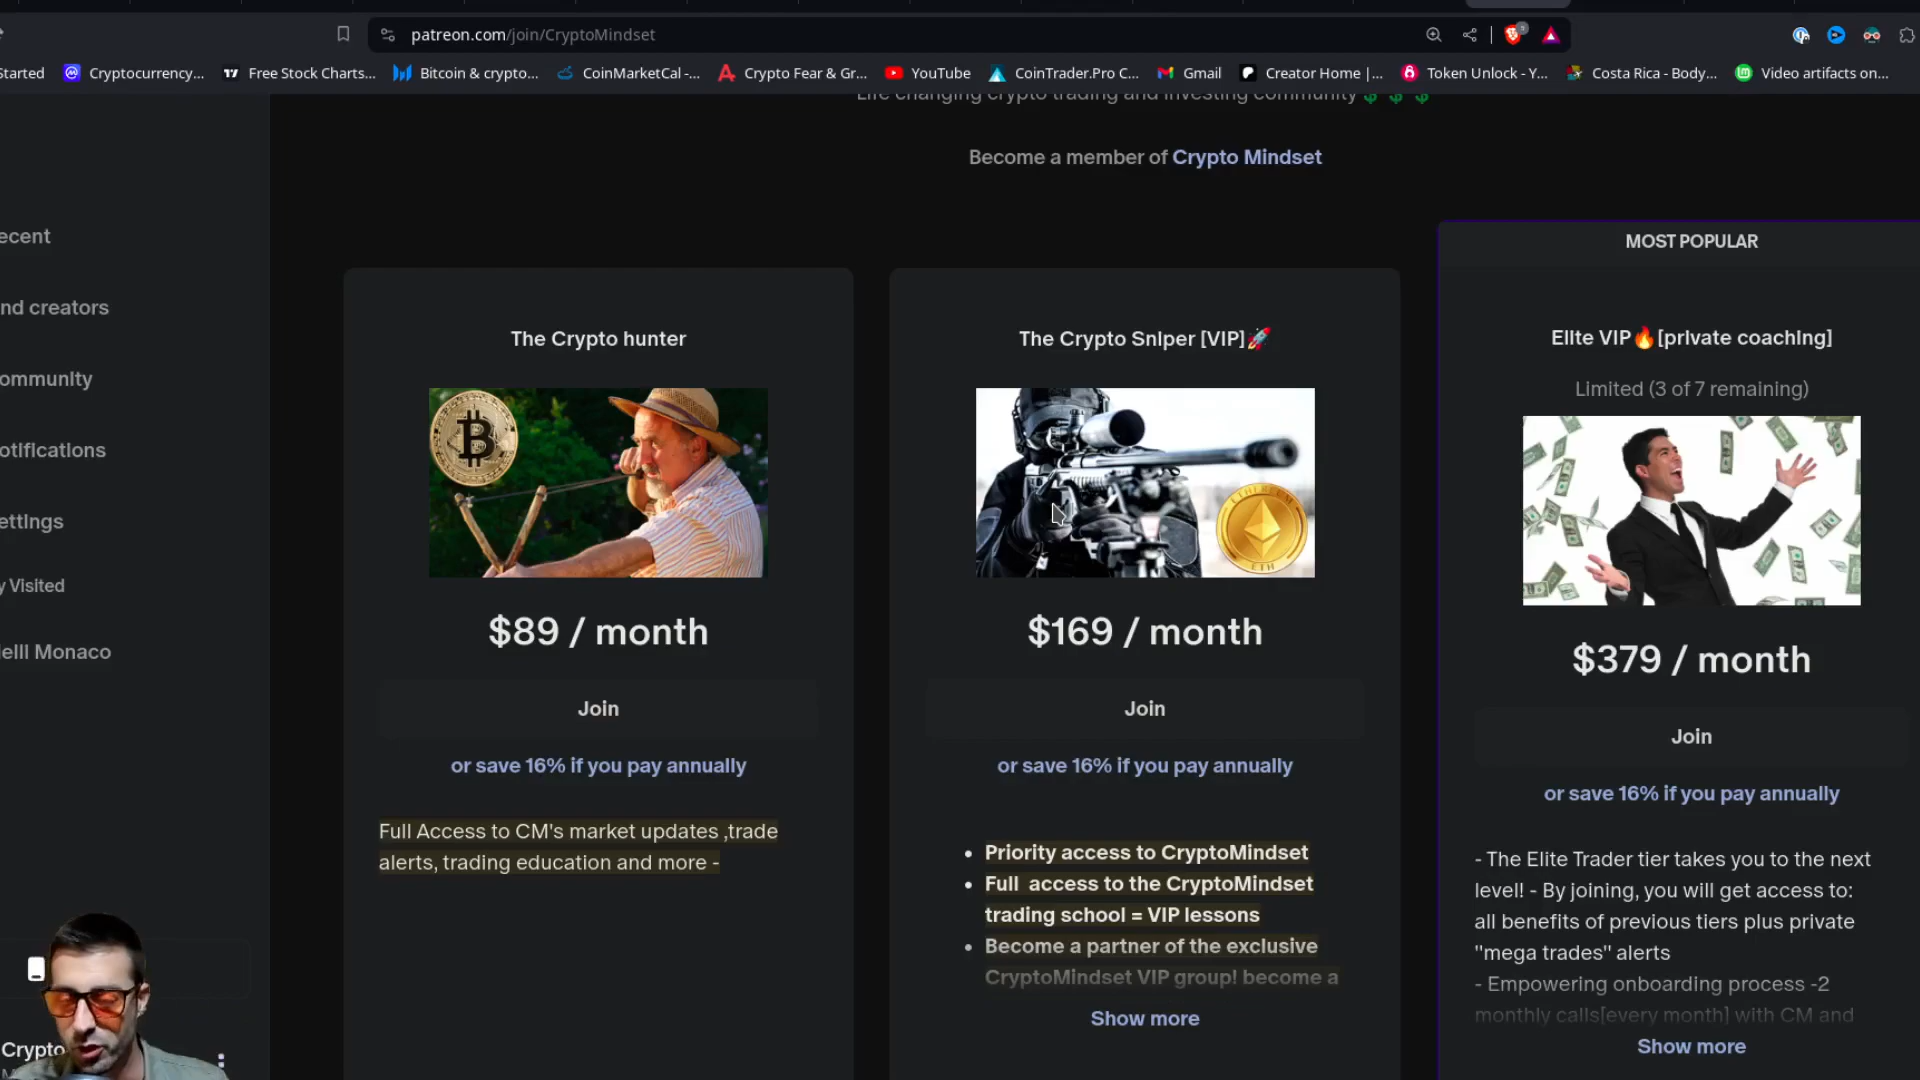 patreon.com/join/CryptoMindset
Started
Cryptocurrency...
Free Stock Charts...
Bitcoin & crypto...
CoinMarketCal -...
Crypto Fear & Gr...
YouTube
CoinTrader.Pro C...
Gmail
Creator Home |...
Token Unlock - Y...
Costa Rica - Body...
Video artifacts on...
Life changing crypto trading and investing community
Become a member of Crypto Mindset
ecent
nd creators
ommunity
otifications
ettings
y Visited
elli Monaco
Crypto
The Crypto hunter
$89 / month
Join
or save 16% if you pay annually
Full Access to CM's market updates ,trade
alerts, trading education and more -
The Crypto Sniper [VIP]🚀
ETH
$169 / month
Join
or save 16% if you pay annually
• Priority access to CryptoMindset
• Full access to the CryptoMindset
trading school = VIP lessons
• Become a partner of the exclusive
CryptoMindset VIP group! become a
Show more
MOST POPULAR
Elite VIP🔥[private coaching]
Limited (3 of 7 remaining)
$379 / month
Join
or save 16% if you pay annually
- The Elite Trader tier takes you to the next
level! - By joining, you will get access to:
all benefits of previous tiers plus private
"mega trades" alerts
- Empowering onboarding process -2
monthly calls[every month] with CM and
Show more